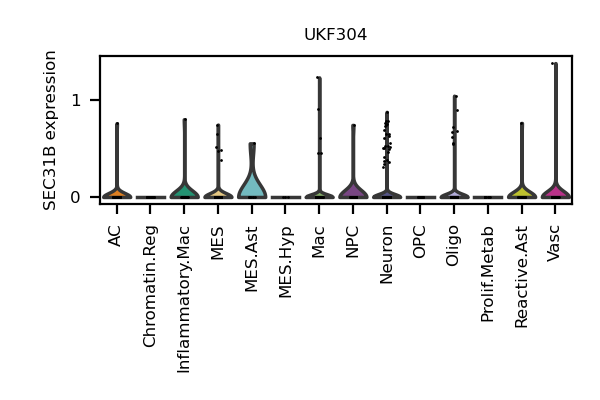 UKF304
SEC31B expression
1
0
AC
Chromatin.Reg
Inflammatory.Mac
MES
MES.Ast
MES.Hyp
Mac
NPC
Neuron
OPC
Oligo
Prolif.Metab
Reactive.Ast
Vasc